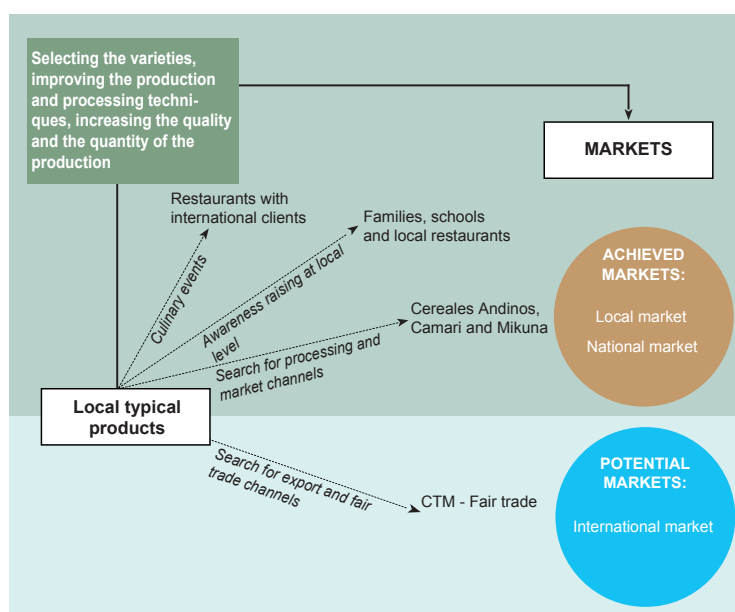 Selecting the varieties,
improving the production
and processing techni-
ques, increasing the quality
and the quantity of the
production
MARKETS
Restaurants with
international clients
Families, schools
and local restaurants
Culinary events
Awareness raising at local
level
Cereales Andinos,
Camari and Mikuna
Search for processing and
market channels
ACHIEVED
MARKETS:
Local market
National market
Local typical
products
Search for export and fair
trade channels
CTM - Fair trade
POTENTIAL
MARKETS:
International market